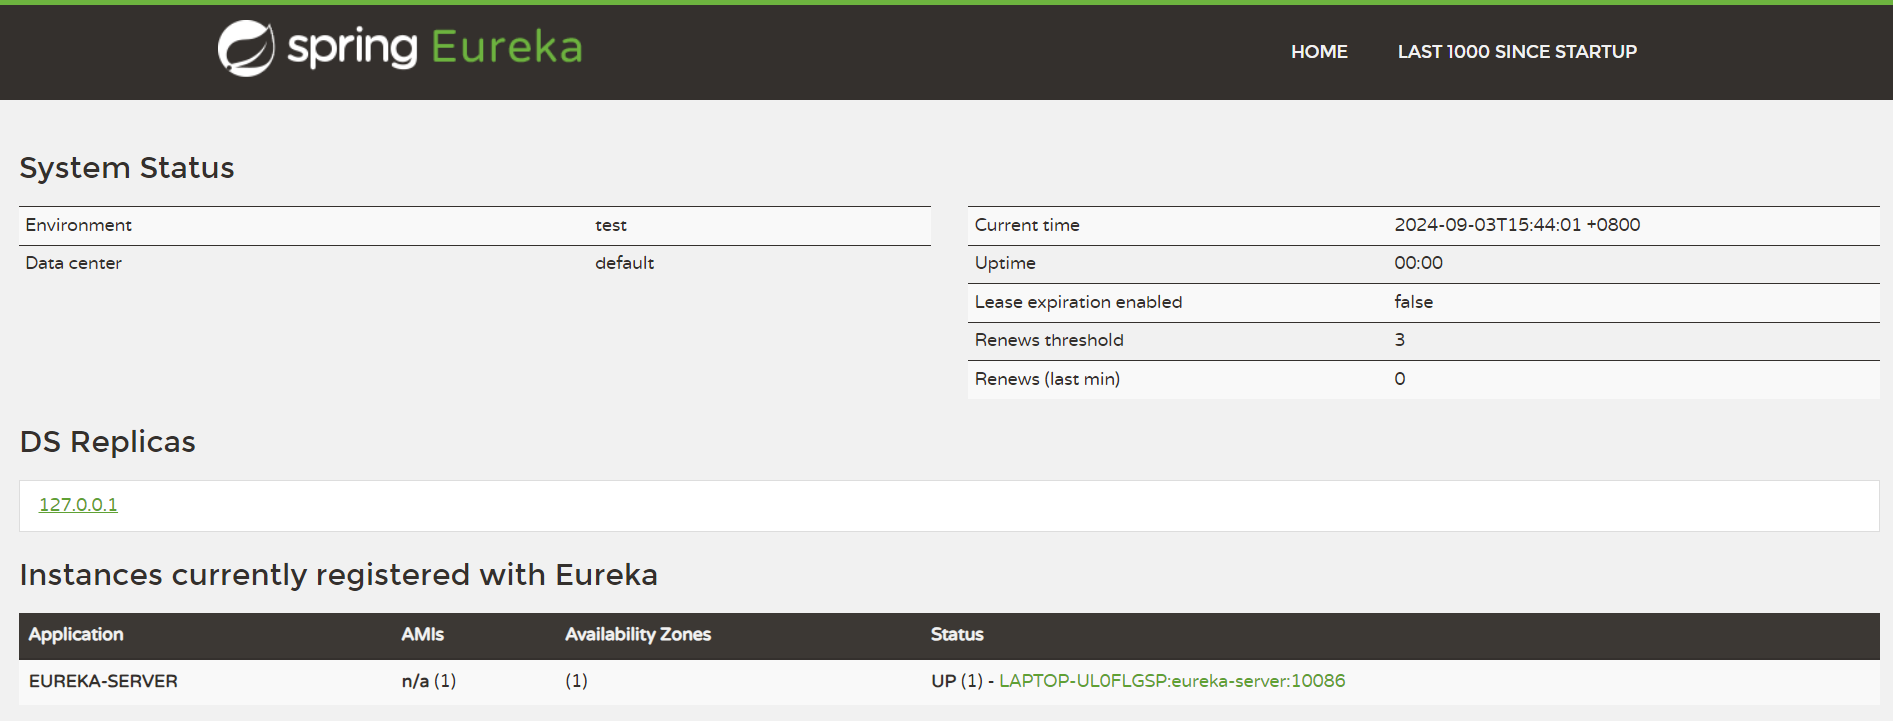 spring Eureka
HOME LAST 1000 SINCE STARTUP
System Status
Environment test
Data center default
Current time 2024-09-03T15:44:01 +0800
Uptime 00:00
Lease expiration enabled false
Renews threshold 3
Renews (last min) 0
DS Replicas
127.0.0.1
Instances currently registered with Eureka
Application AMIs Availability Zones Status
EUREKA-SERVER n/a (1) (1) UP (1) - LAPTOP-UL0FLGSP:eureka-server:10086